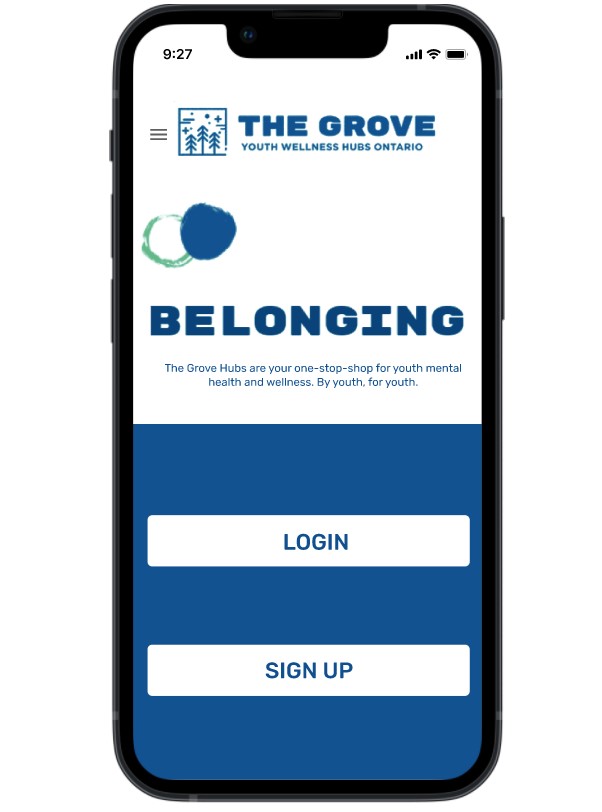 9:27
THE GROVE
YOUTH WELLNESS HUBS ONTARIO
BELONGING
The Grove Hubs are your one-stop-shop for youth mental
health and wellness. By youth, for youth.
LOGIN
SIGN UP